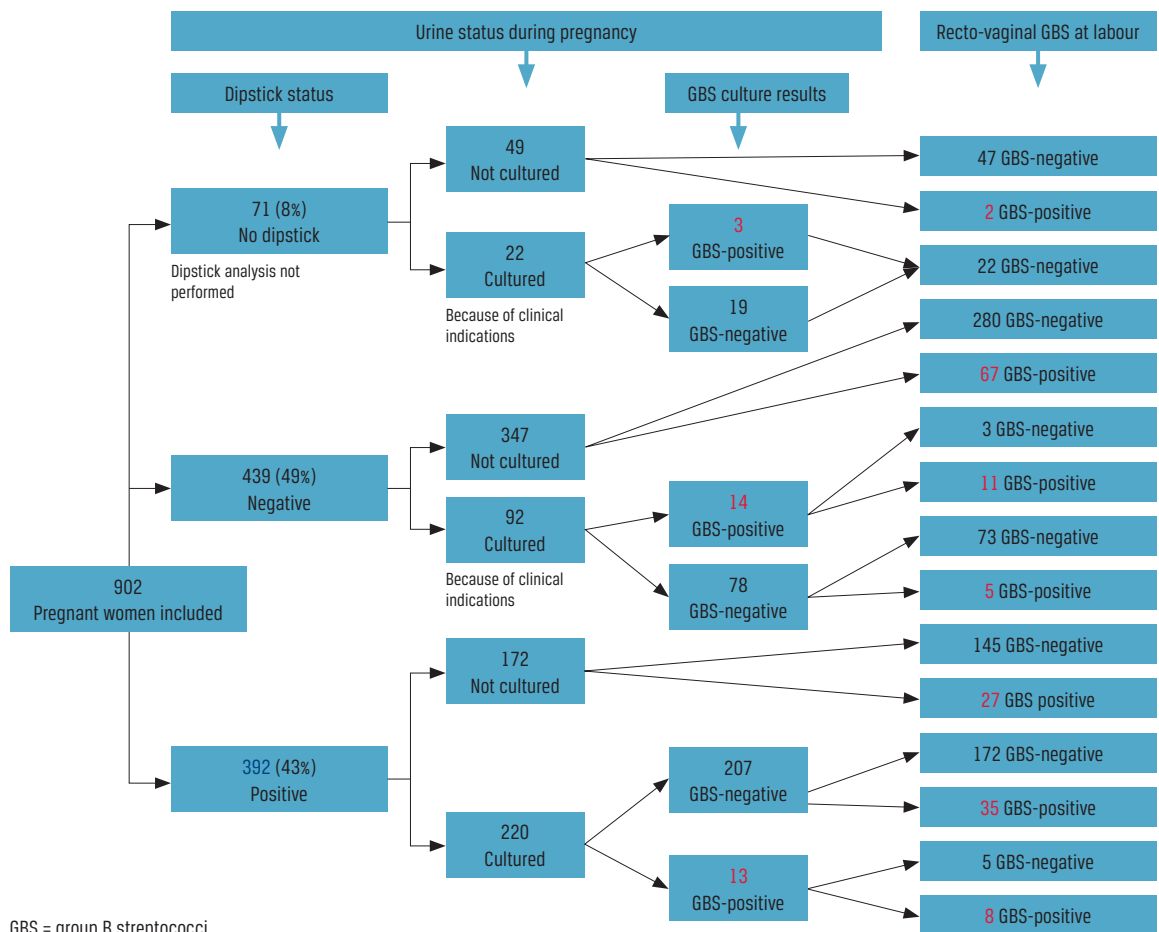 Urine status during pregnancy
Recto-vaginal GBS at labour
Dipstick status
GBS culture results
902
Pregnant women included
71 (8%)
No dipstick
Dipstick analysis not
performed
49
Not cultured
22
Cultured
Because of clinical
indications
3
GBS-positive
19
GBS-negative
47 GBS-negative
2 GBS-positive
22 GBS-negative
439 (49%)
Negative
347
Not cultured
92
Cultured
Because of clinical
indications
14
GBS-positive
78
GBS-negative
280 GBS-negative
67 GBS-positive
3 GBS-negative
11 GBS-positive
73 GBS-negative
5 GBS-positive
392 (43%)
Positive
172
Not cultured
220
Cultured
207
GBS-negative
13
GBS-positive
145 GBS-negative
27 GBS positive
172 GBS-negative
35 GBS-positive
5 GBS-negative
8 GBS-positive
GBS = group B streptococci